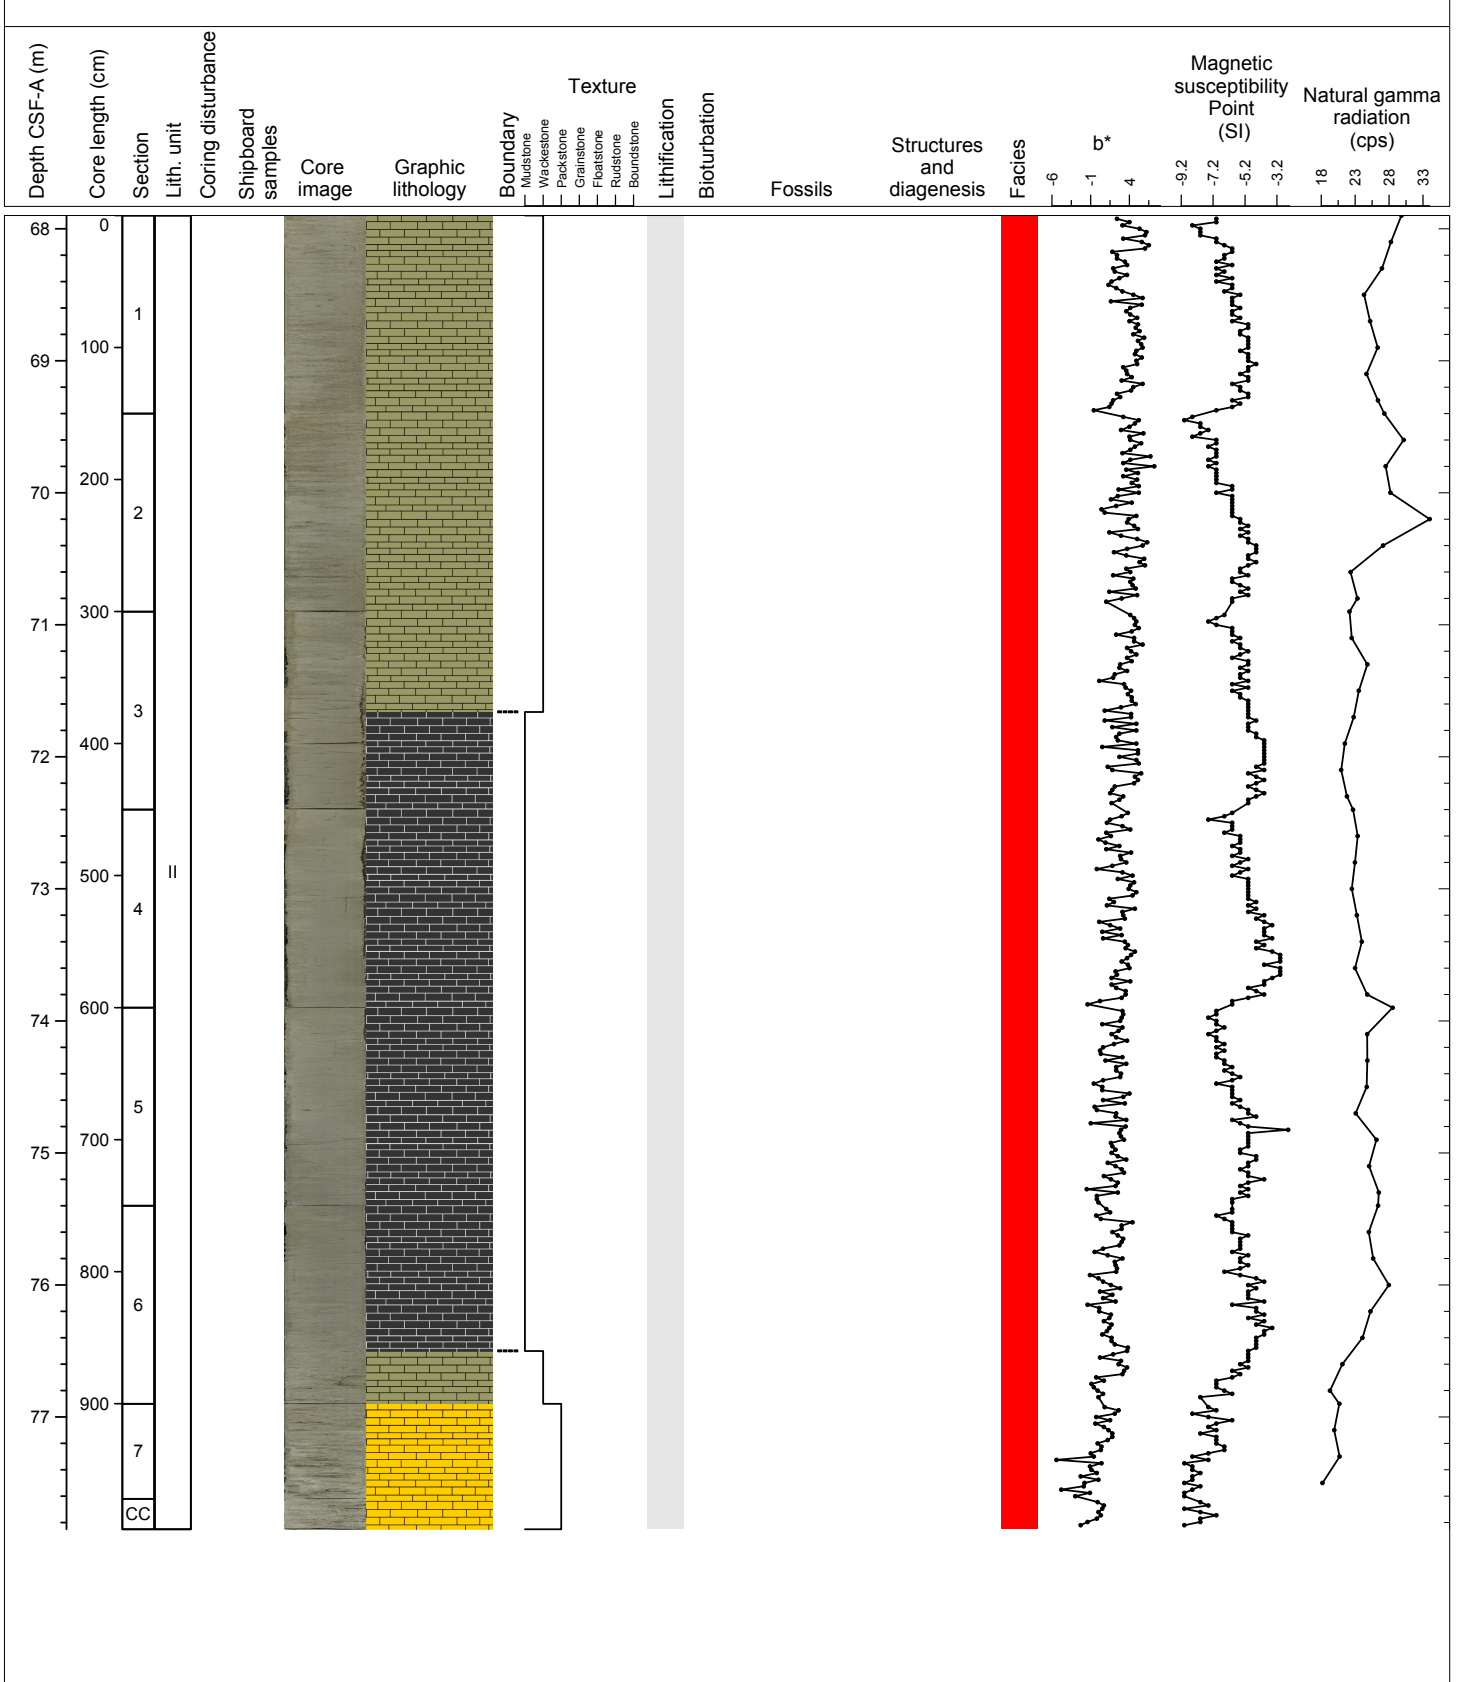 Depth CSF-A (m)
Core length (cm)
Section
Lith. unit
Coring disturbance
Shipboard
samples
Core
image
Graphic
lithology
Boundary
Texture
Mudstone
Wackestone
Packstone
Grainstone
Floatstone
Rudstone
Boundstone
Lithification
Bioturbation
Fossils
Structures
and
diagenesis
Facies
b*
-6
-1
4
Magnetic
susceptibility
Point
(SI)
-9.2
-7.2
-5.2
-3.2
Natural gamma
radiation
(cps)
18
23
28
33
68
69
70
71
72
73
74
75
76
77
0
100
200
300
400
500
600
700
800
900
1
2
3
4
5
6
7
CC
II